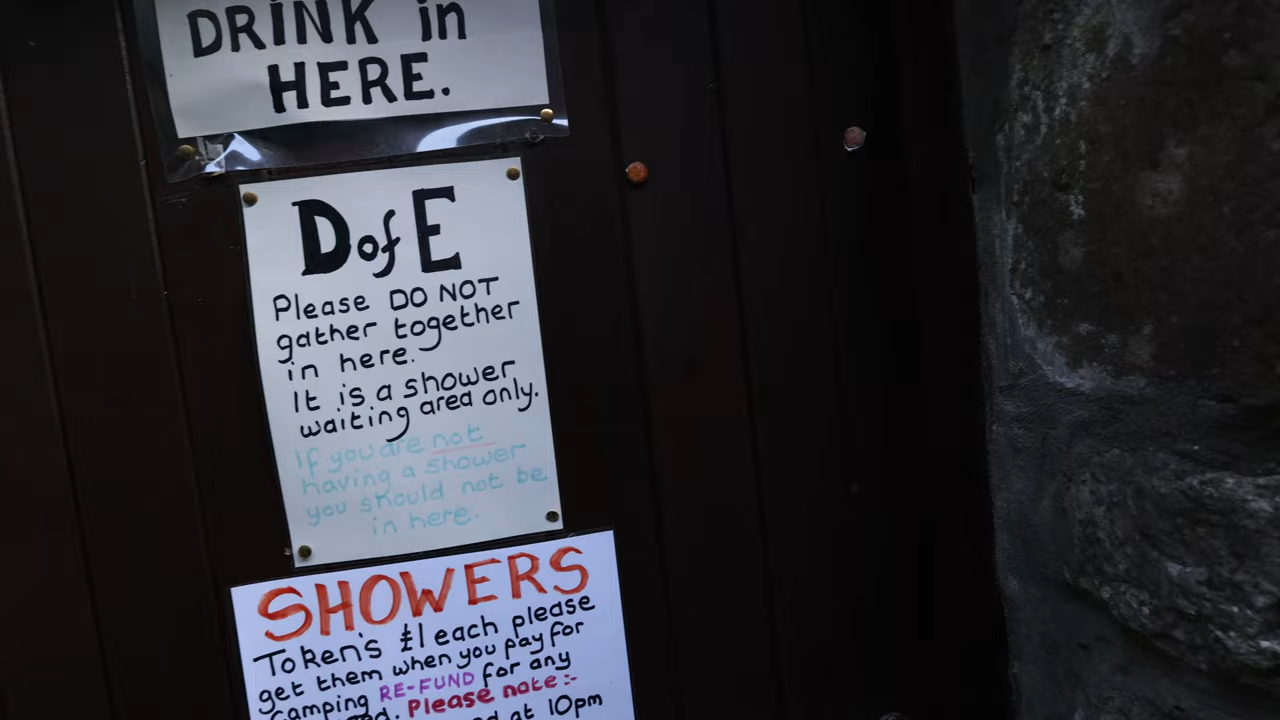 DRINK in
HERE.
D of E
Please DO NOT
gather together
in here.
It is a shower
waiting area only.
If you are not
having a shower
you should not be
in here.
SHOWERS
Token's £1 each please
get them when you pay for
camping RE-FUND for any
Please note:-
at 10pm